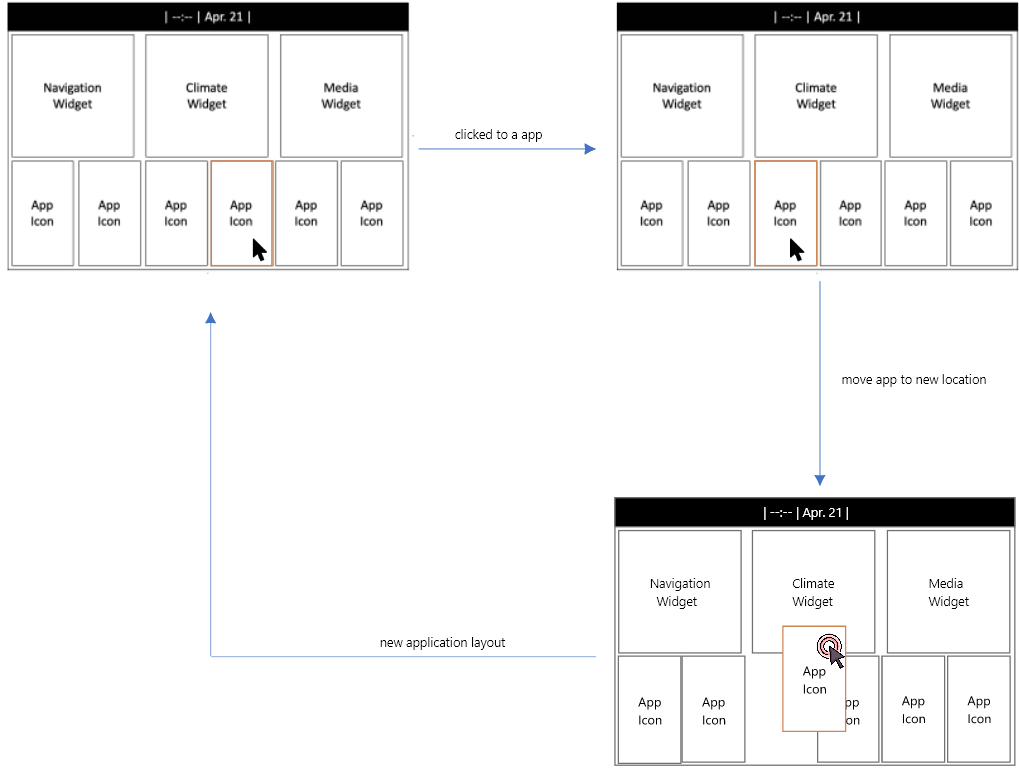 | --:-- | Apr. 21 |
Navigation
Widget
Climate
Widget
Media
Widget
App
Icon
App
Icon
App
Icon
App
Icon
App
Icon
App
Icon
clicked to a app
| --:-- | Apr. 21 |
Navigation
Widget
Climate
Widget
Media
Widget
App
Icon
App
Icon
App
Icon
App
Icon
App
Icon
App
Icon
move app to new location
| --:-- | Apr. 21 |
Navigation
Widget
Climate
Widget
Media
Widget
App
Icon
App
Icon
App
Icon
pp
on
App
Icon
App
Icon
new application layout